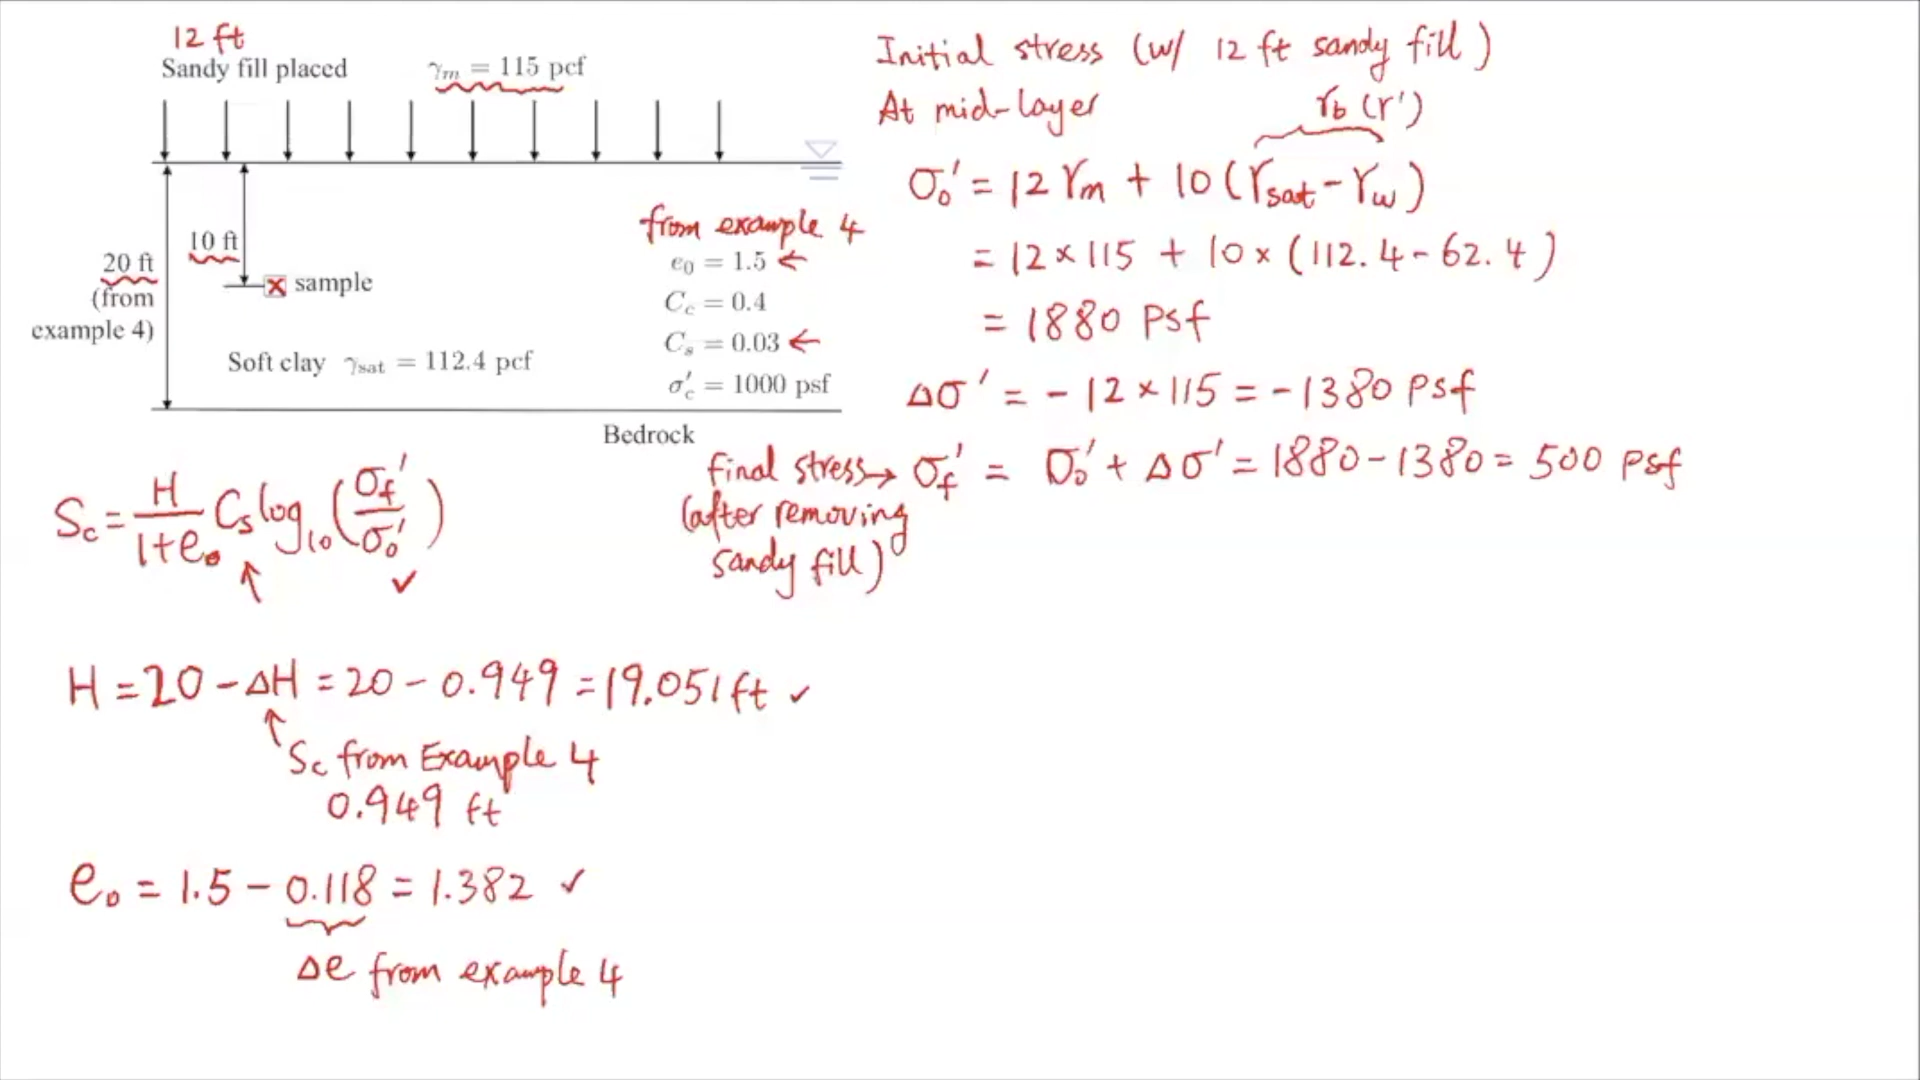 12 ft
Sandy fill placed
γm = 115 pcf
10 ft
20 ft
(from
example 4)
sample
from example 4
e0 = 1.5 ←
Cc = 0.4
Cs = 0.03 ←
σ'c = 1000 psf
Soft clay γsat = 112.4 pcf
Bedrock
Initial stress (w/ 12 ft sandy fill)
At mid-layer
γb (γ')
σ0' = 12 γm + 10 (γsat - γw)
= 12 × 115 + 10 × (112.4 - 62.4)
= 1880 psf
Δσ' = - 12 × 115 = - 1380 psf
final stress → σf' = σ0' + Δσ' = 1880 - 1380 = 500 psf
(after removing
sandy fill)
Sc = H/(1+e0) Cs log10 (σf'/σ0')
H = 20 - ΔH = 20 - 0.949 = 19.051 ft ✓
Sc from Example 4
0.949 ft
e0 = 1.5 - 0.118 = 1.382 ✓
Δe from example 4